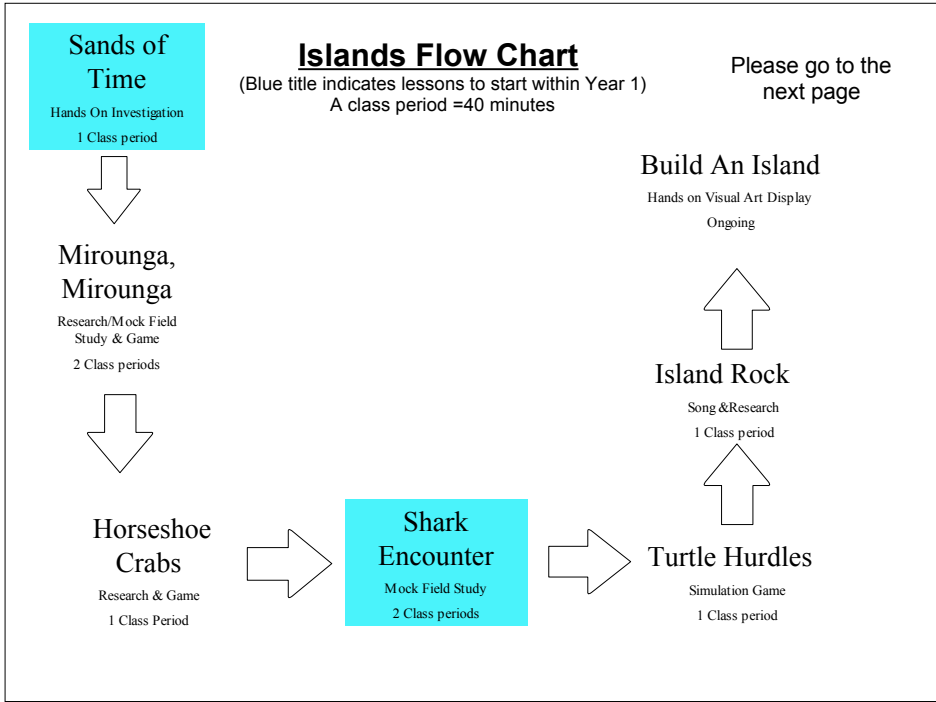 Islands Flow Chart
(Blue title indicates lessons to start within Year 1)
A class period =40 minutes
Please go to the
next page
Sands of
Time
Hands On Investigation
1 Class period
Mirounga,
Mirounga
Research/Mock Field
Study & Game
2 Class periods
Horseshoe
Crabs
Research & Game
1 Class Period
Shark
Encounter
Mock Field Study
2 Class periods
Turtle Hurdles
Simulation Game
1 Class period
Island Rock
Song &Research
1 Class period
Build An Island
Hands on Visual Art Display
Ongoing